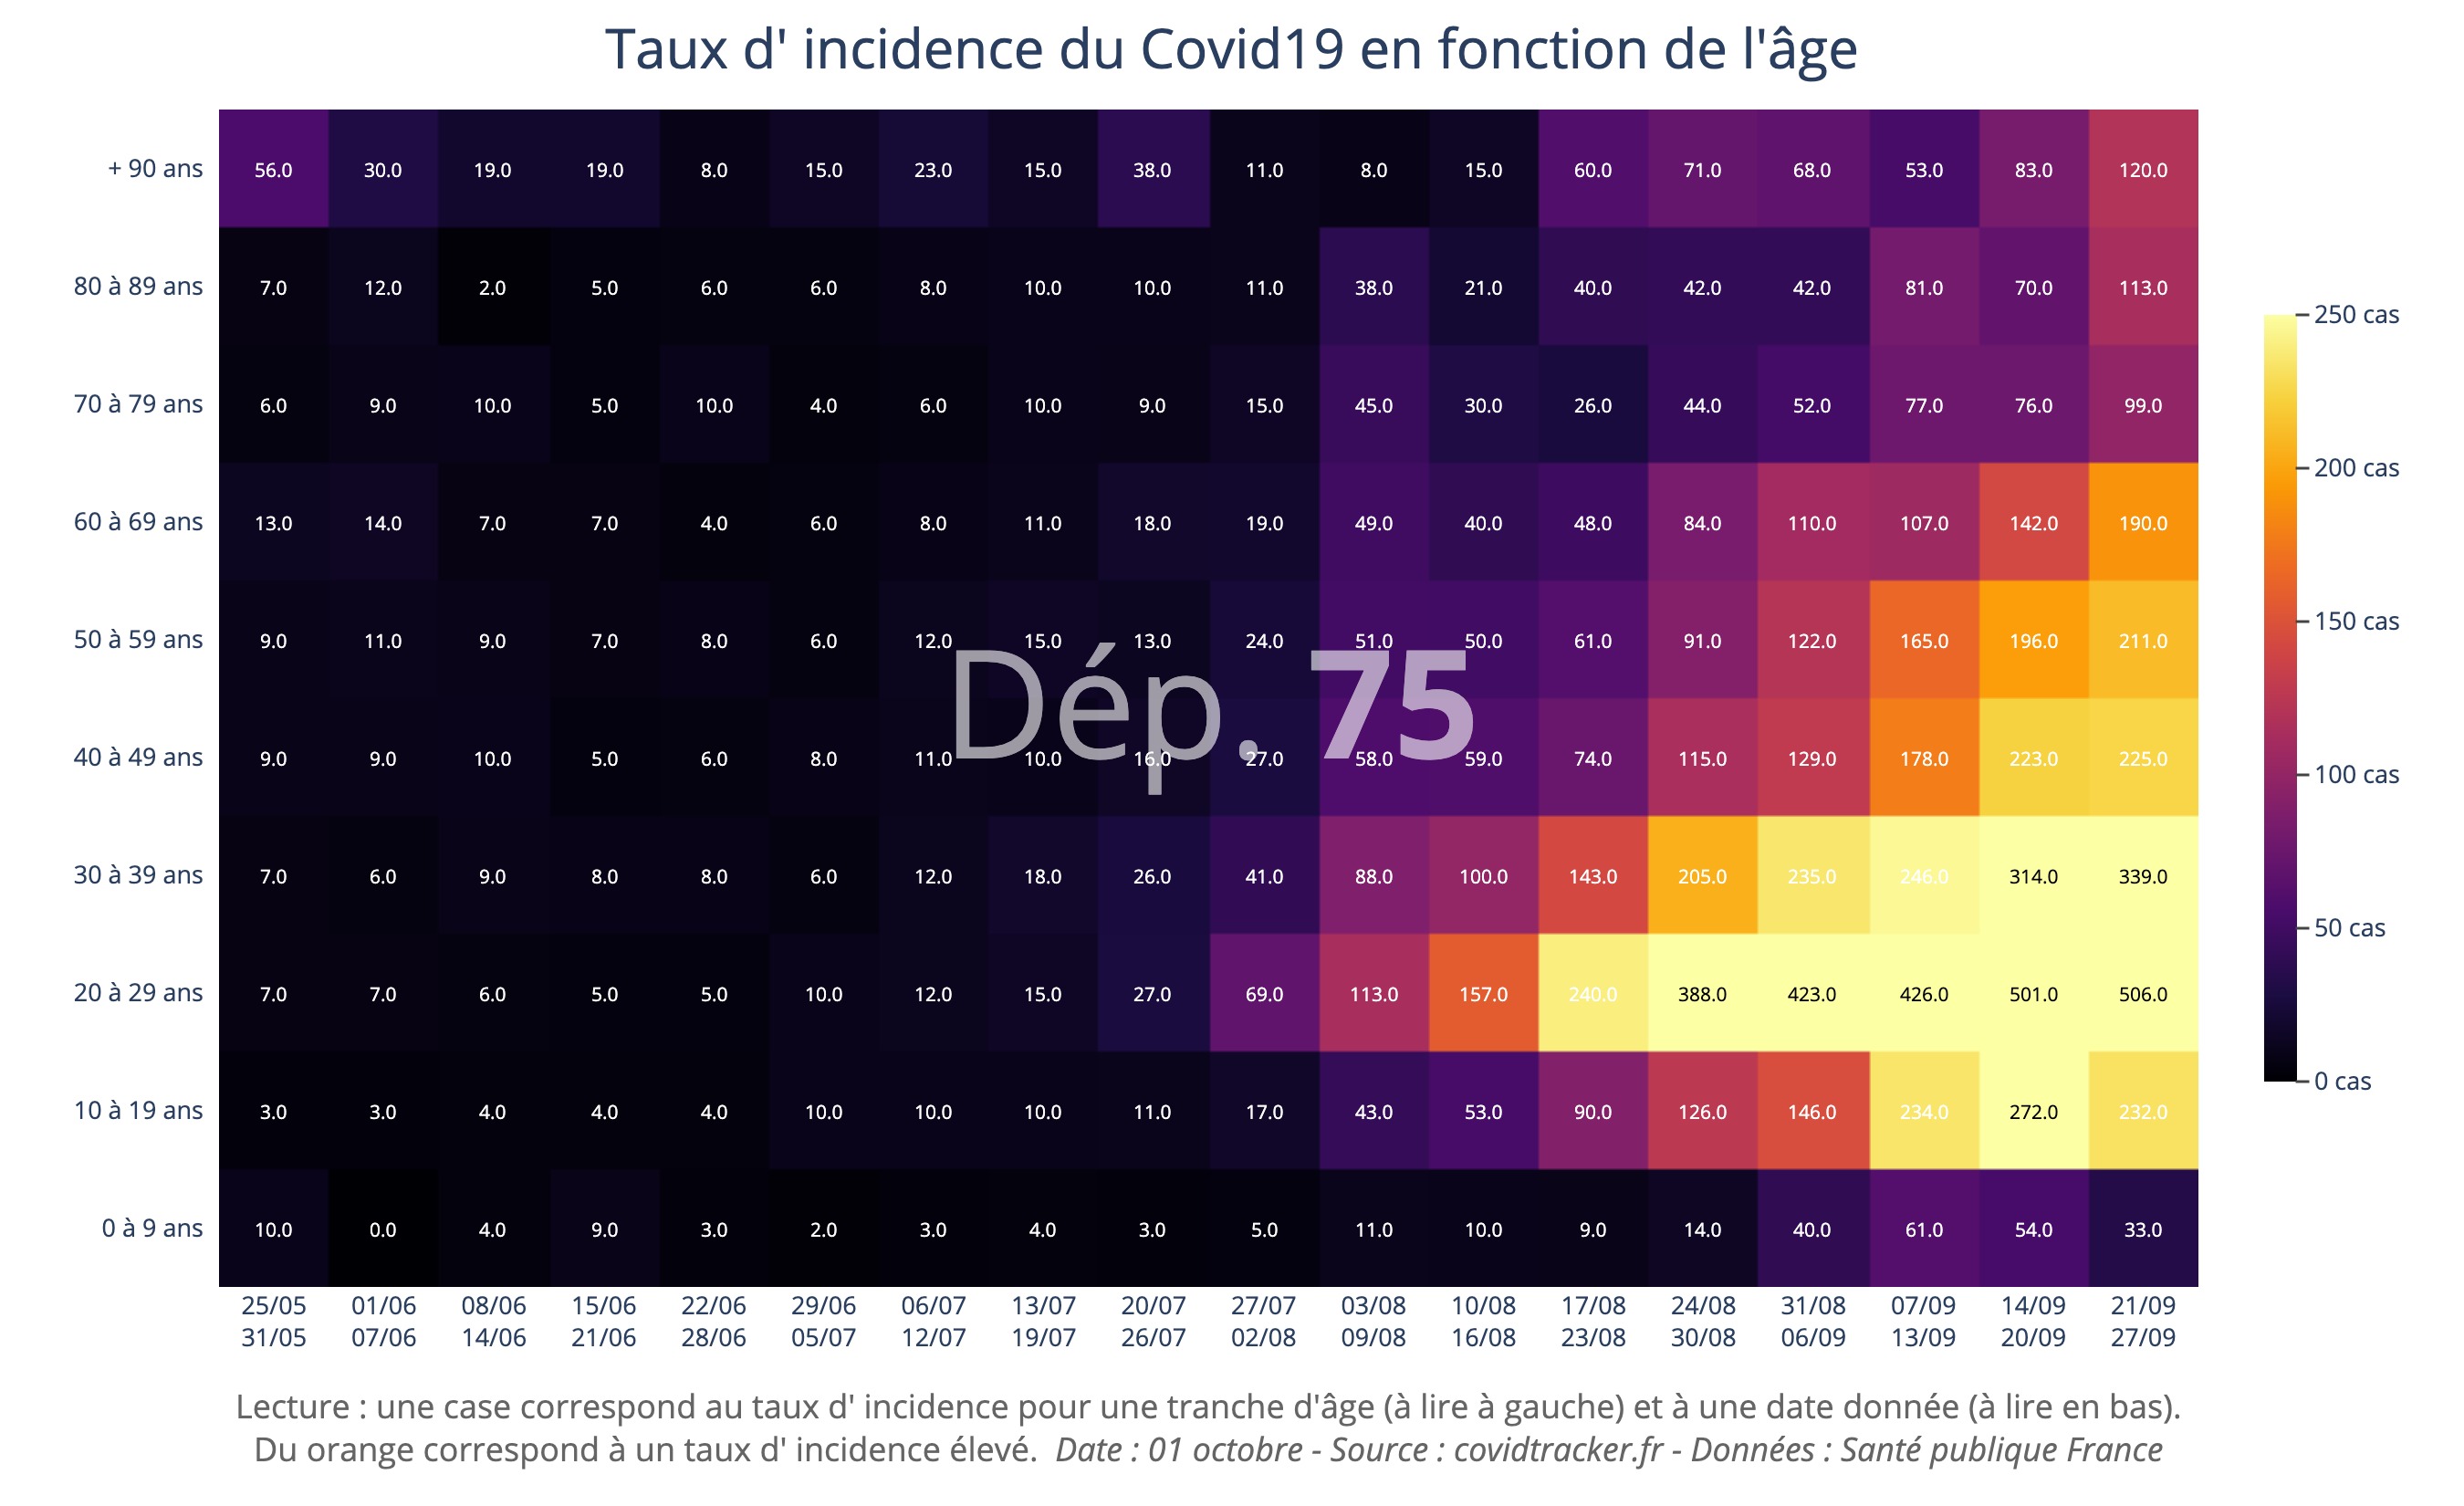 Taux d' incidence du Covid19 en fonction de l'âge
+ 90 ans 56.0 30.0 19.0 19.0 8.0 15.0 23.0 15.0 38.0 11.0 8.0 15.0 60.0 71.0 68.0 53.0 83.0 120.0
80 à 89 ans 7.0 12.0 2.0 5.0 6.0 6.0 8.0 10.0 10.0 11.0 38.0 21.0 40.0 42.0 42.0 81.0 70.0 113.0
250 cas
70 à 79 ans 6.0 9.0 10.0 5.0 10.0 4.0 6.0 10.0 9.0 15.0 45.0 30.0 26.0 44.0 52.0 77.0 76.0 99.0
200 cas
60 à 69 ans 13.0 14.0 7.0 7.0 4.0 6.0 8.0 11.0 18.0 19.0 49.0 40.0 48.0 84.0 110.0 107.0 142.0 190.0
150 cas
50 à 59 ans 9.0 11.0 9.0 7.0 8.0 6.0 12.0 15.0 13.0 24.0 51.0 50.0 61.0 91.0 122.0 165.0 196.0 211.0
Dép. 75
40 à 49 ans 9.0 9.0 10.0 5.0 6.0 8.0 11.0 10.0 16.0 27.0 58.0 59.0 74.0 115.0 129.0 178.0 223.0 225.0
100 cas
30 à 39 ans 7.0 6.0 9.0 8.0 8.0 6.0 12.0 18.0 26.0 41.0 88.0 100.0 143.0 205.0 235.0 246.0 314.0 339.0
50 cas
20 à 29 ans 7.0 7.0 6.0 5.0 5.0 10.0 12.0 15.0 27.0 69.0 113.0 157.0 240.0 388.0 423.0 426.0 501.0 506.0
0 cas
10 à 19 ans 3.0 3.0 4.0 4.0 4.0 10.0 10.0 10.0 11.0 17.0 43.0 53.0 90.0 126.0 146.0 234.0 272.0 232.0
0 à 9 ans 10.0 0.0 4.0 9.0 3.0 2.0 3.0 4.0 3.0 5.0 11.0 10.0 9.0 14.0 40.0 61.0 54.0 33.0
25/05 01/06 08/06 15/06 22/06 29/06 06/07 13/07 20/07 27/07 03/08 10/08 17/08 24/08 31/08 07/09 14/09 21/09
31/05 07/06 14/06 21/06 28/06 05/07 12/07 19/07 26/07 02/08 09/08 16/08 23/08 30/08 06/09 13/09 20/09 27/09
Lecture : une case correspond au taux d' incidence pour une tranche d'âge (à lire à gauche) et à une date donnée (à lire en bas).
Du orange correspond à un taux d' incidence élevé. Date : 01 octobre - Source : covidtracker.fr - Données : Santé publique France